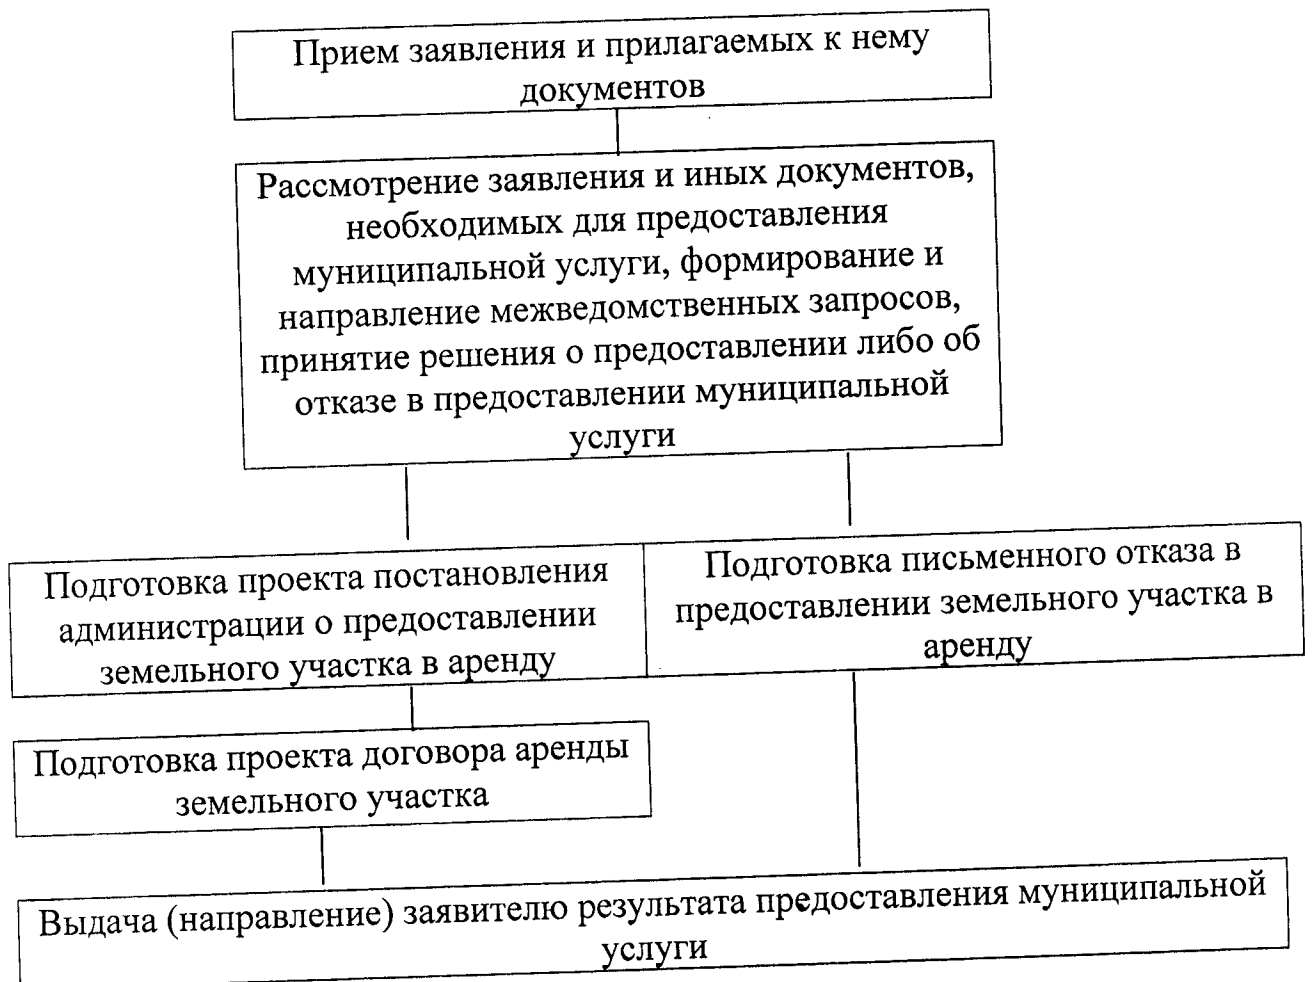 Прием заявления и прилагаемых к нему
документов
Рассмотрение заявления и иных документов,
необходимых для предоставления
муниципальной услуги, формирование и
направление межведомственных запросов,
принятие решения о предоставлении либо об
отказе в предоставлении муниципальной
услуги
Подготовка проекта постановления
администрации о предоставлении
земельного участка в аренду
Подготовка письменного отказа в
предоставлении земельного участка в
аренду
Подготовка проекта договора аренды
земельного участка
Выдача (направление) заявителю результата предоставления муниципальной
услуги